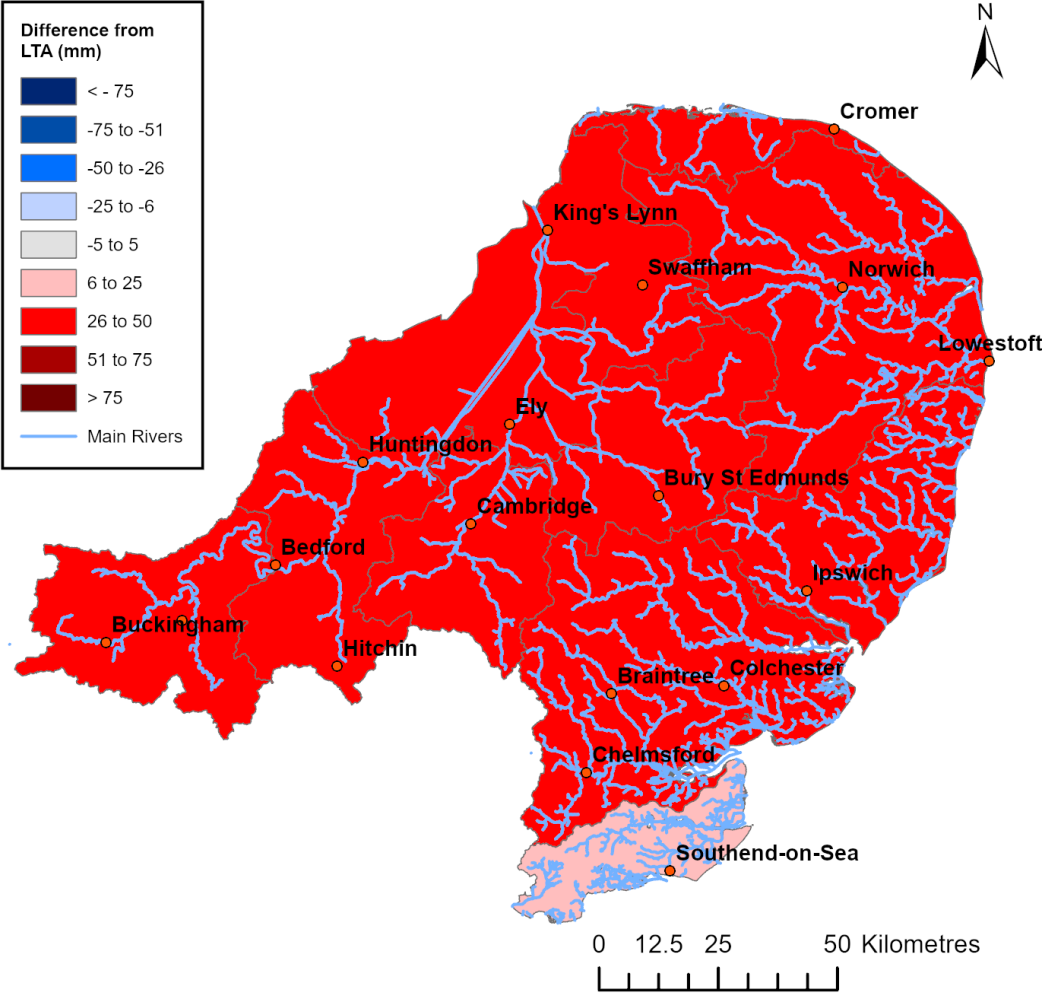 Difference from
LTA (mm)
< - 75
-75 to -51
-50 to -26
-25 to -6
-5 to 5
6 to 25
26 to 50
51 to 75
> 75
Main Rivers
N
Cromer
King's Lynn
Swaffham
Norwich
Lowestoft
Ely
Huntingdon
Bury St Edmunds
Cambridge
Bedford
Ipswich
Buckingham
Hitchin
Braintree
Colchester
Chelmsford
Southend-on-Sea
0 12.5 25 50 Kilometres